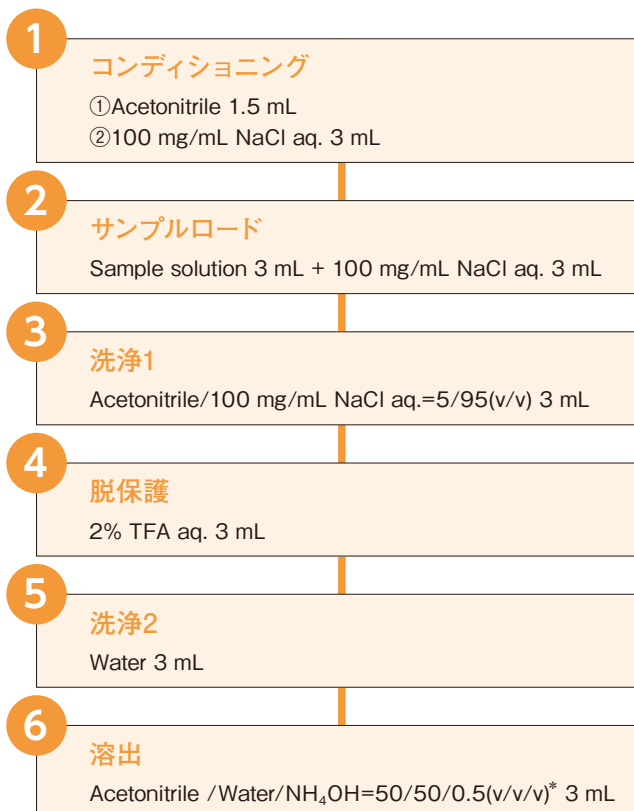 1
コンディショニング
①Acetonitrile 1.5 mL
②100 mg/mL NaCl aq. 3 mL
2
サンプルロード
Sample solution 3 mL + 100 mg/mL NaCl aq. 3 mL
3
洗浄1
Acetonitrile/100 mg/mL NaCl aq.=5/95(v/v) 3 mL
4
脱保護
2% TFA aq. 3 mL
5
洗浄2
Water 3 mL
6
溶出
Acetonitrile /Water/NH₄OH=50/50/0.5(v/v/v)* 3 mL